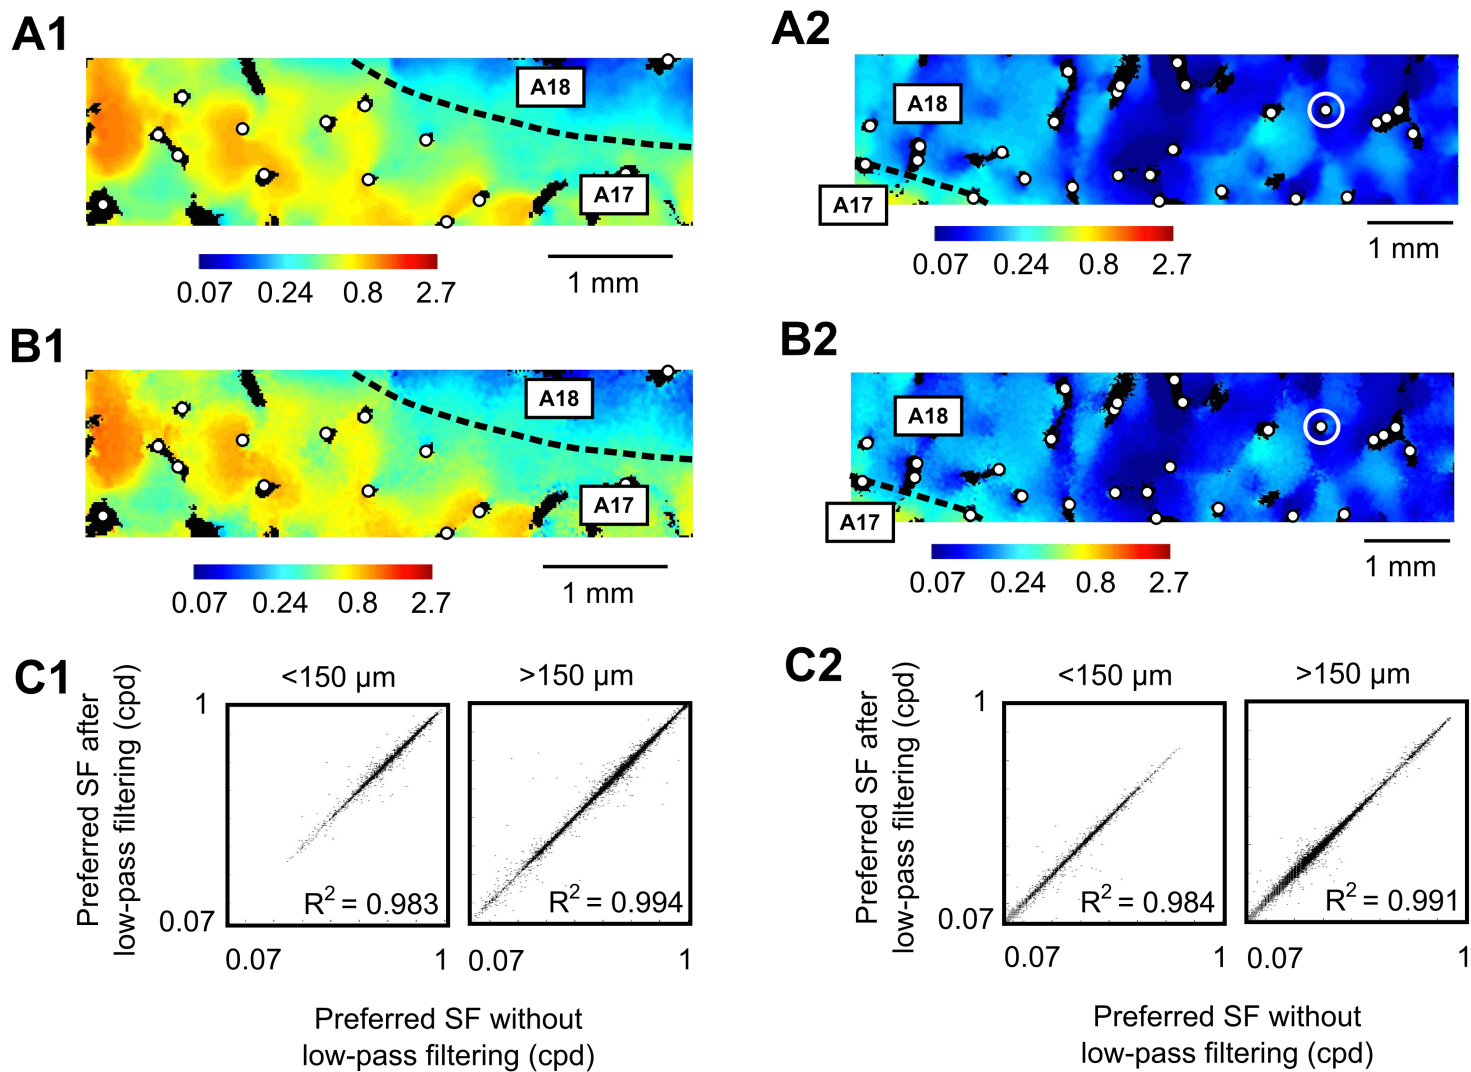 A1
A18
A17
0.07 0.24 0.8 2.7
1 mm
A2
A18
A17
0.07 0.24 0.8 2.7
1 mm
B1
A18
A17
0.07 0.24 0.8 2.7
1 mm
B2
A18
A17
0.07 0.24 0.8 2.7
1 mm
C1
<150 µm >150 µm
Preferred SF after
low-pass filtering (cpd)
1
0.07
R² = 0.983 R² = 0.994
0.07 1 0.07 1
Preferred SF without
low-pass filtering (cpd)
C2
<150 µm >150 µm
Preferred SF after
low-pass filtering (cpd)
1
0.07
R² = 0.984 R² = 0.991
0.07 1 0.07 1
Preferred SF without
low-pass filtering (cpd)